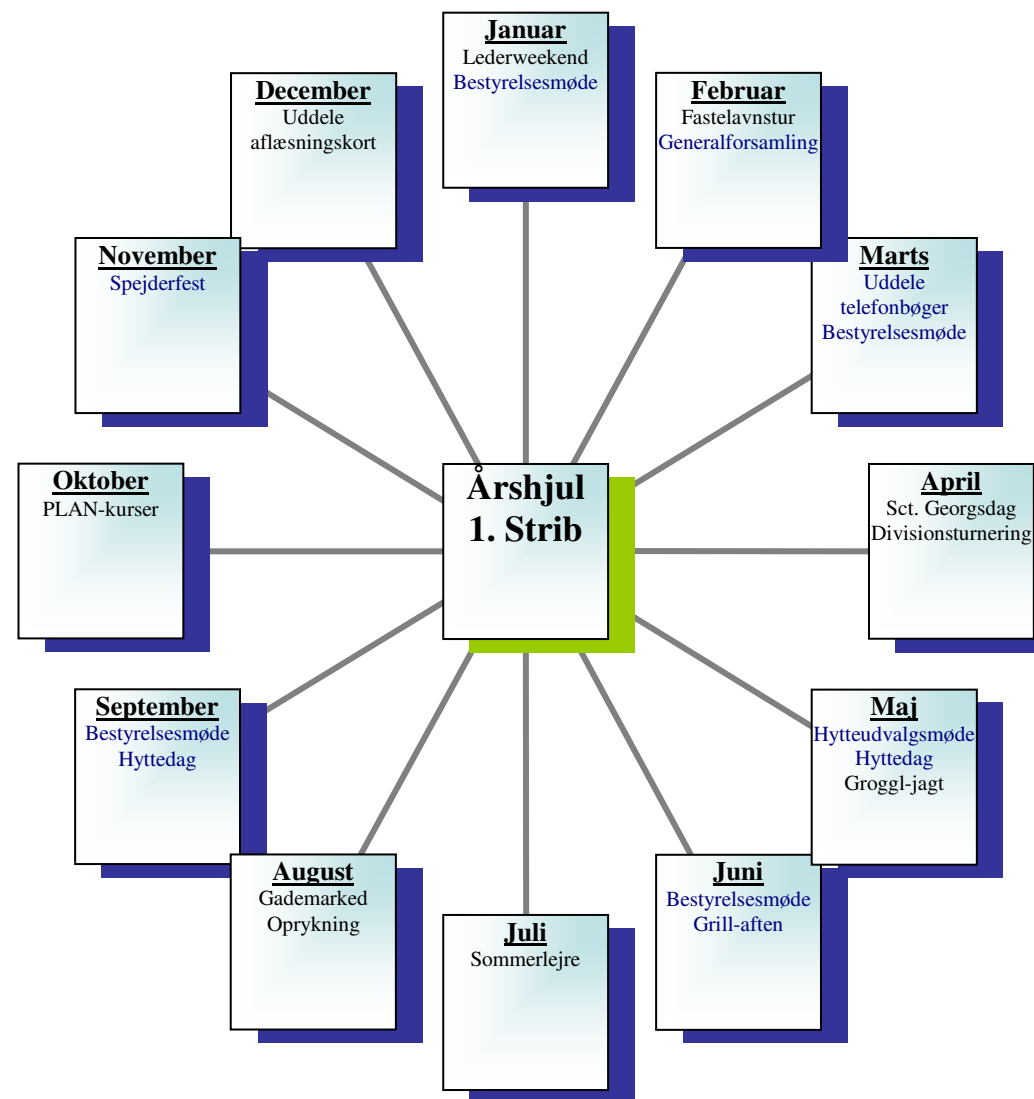 Årshjul
1. Strib
Januar
Lederweekend
Bestyrelsesmøde
Februar
Fastelavnstur
Generalforsamling
Marts
Uddele
telefonbøger
Bestyrelsesmøde
April
Sct. Georgsdag
Divisionsturnering
Maj
Hytteudvalgsmøde
Hyttedag
Groggl-jagt
Juni
Bestyrelsesmøde
Grill-aften
Juli
Sommerlejre
August
Gademarked
Oprykning
September
Bestyrelsesmøde
Hyttedag
Oktober
PLAN-kurser
November
Spejderfest
December
Uddele
aflæsningskort